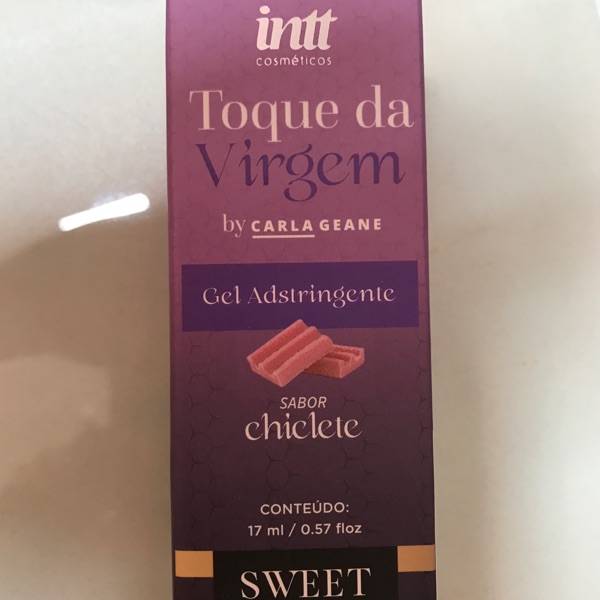 intt
cosméticos
Toque da
Virgem
by CARLA GEANE
Gel Adstringente
SABOR
chiclete
CONTEÚDO:
17 ml / 0.57 floz
SWEET